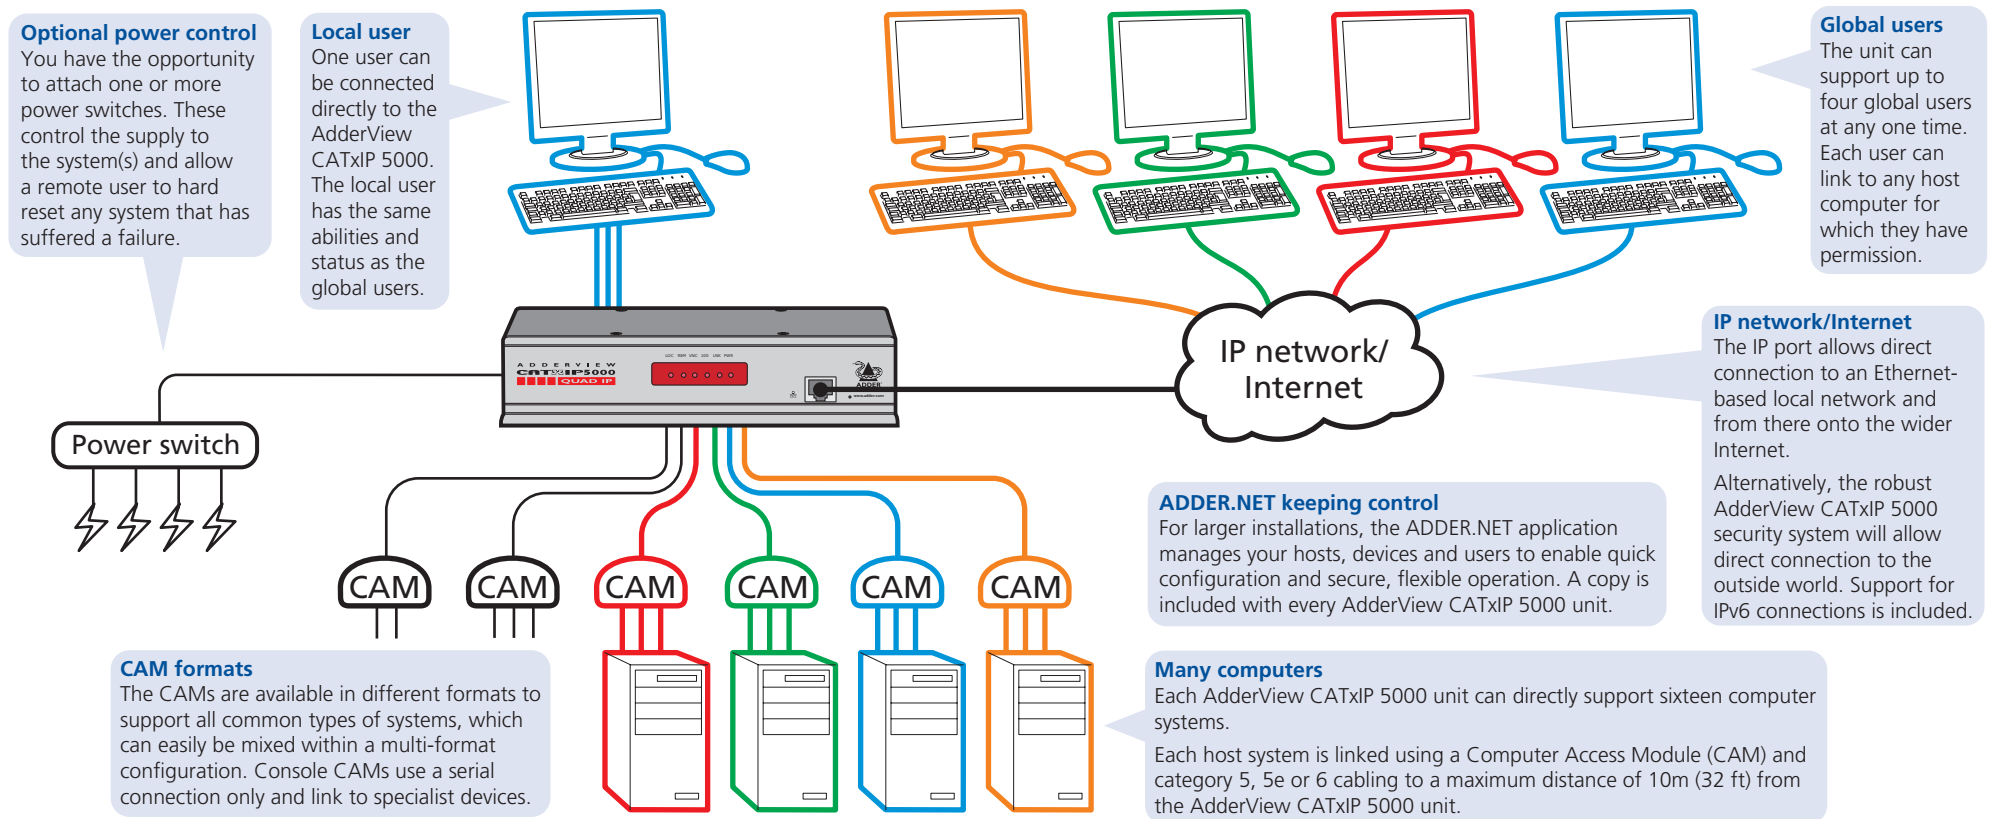 Optional power control
You have the opportunity
to attach one or more
power switches. These
control the supply to
the system(s) and allow
a remote user to hard
reset any system that has
suffered a failure.
Local user
One user can
be connected
directly to the
AdderView
CATxIP 5000.
The local user
has the same
abilities and
status as the
global users.
Global users
The unit can
support up to
four global users
at any one time.
Each user can
link to any host
computer for
which they have
permission.
IP network/Internet
The IP port allows direct
connection to an Ethernet-
based local network and
from there onto the wider
Internet.
Alternatively, the robust
AdderView CATxIP 5000
security system will allow
direct connection to the
outside world. Support for
IPv6 connections is included.
IP network/
Internet
ADDERVIEW
CATxIP5000
QUAD IP
LOC REM VNC 100 LNK PWR
ADDER
www.adder.com
Power switch
CAM
CAM
CAM
CAM
CAM
CAM
ADDER.NET keeping control
For larger installations, the ADDER.NET application
manages your hosts, devices and users to enable quick
configuration and secure, flexible operation. A copy is
included with every AdderView CATxIP 5000 unit.
CAM formats
The CAMs are available in different formats to
support all common types of systems, which
can easily be mixed within a multi-format
configuration. Console CAMs use a serial
connection only and link to specialist devices.
Many computers
Each AdderView CATxIP 5000 unit can directly support sixteen computer
systems.
Each host system is linked using a Computer Access Module (CAM) and
category 5, 5e or 6 cabling to a maximum distance of 10m (32 ft) from
the AdderView CATxIP 5000 unit.